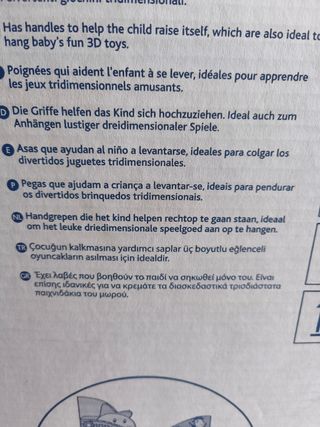 giochini tridimensionali.
Has handles to help the child raise itself, which are also ideal to
hang baby's fun 3D toys.
Poignées qui aident l'enfant à se lever, idéales pour apprendre
les jeux tridimensionnels amusants.
D Die Griffe helfen das Kind sich hochzuziehen. Ideal auch zum
Anhängen lustiger dreidimensionaler Spiele.
E Asas que ayudan al niño a levantarse, ideales para colgar los
divertidos juguetes tridimensionales.
P Pegas que ajudam a criança a levantar-se, ideais para pendurar
os divertidos brinquedos tridimensionais.
NL Handgrepen die het kind helpen rechtop te gaan staan, ideaal
om het leuke driedimensionale speelgoed aan op te hangen.
TR Çocuğun kalkmasına yardımcı saplar üç boyutlu eğlenceli
oyuncakların asılması için idealdir.
GR Έχει λαβές που βοηθούν το παιδί να σηκωθεί μόνο του. Είναι
επίσης ιδανικές για να κρεμάτε τα διασκεδαστικά τρισδιάστατα
παιχνιδάκια του μωρού.